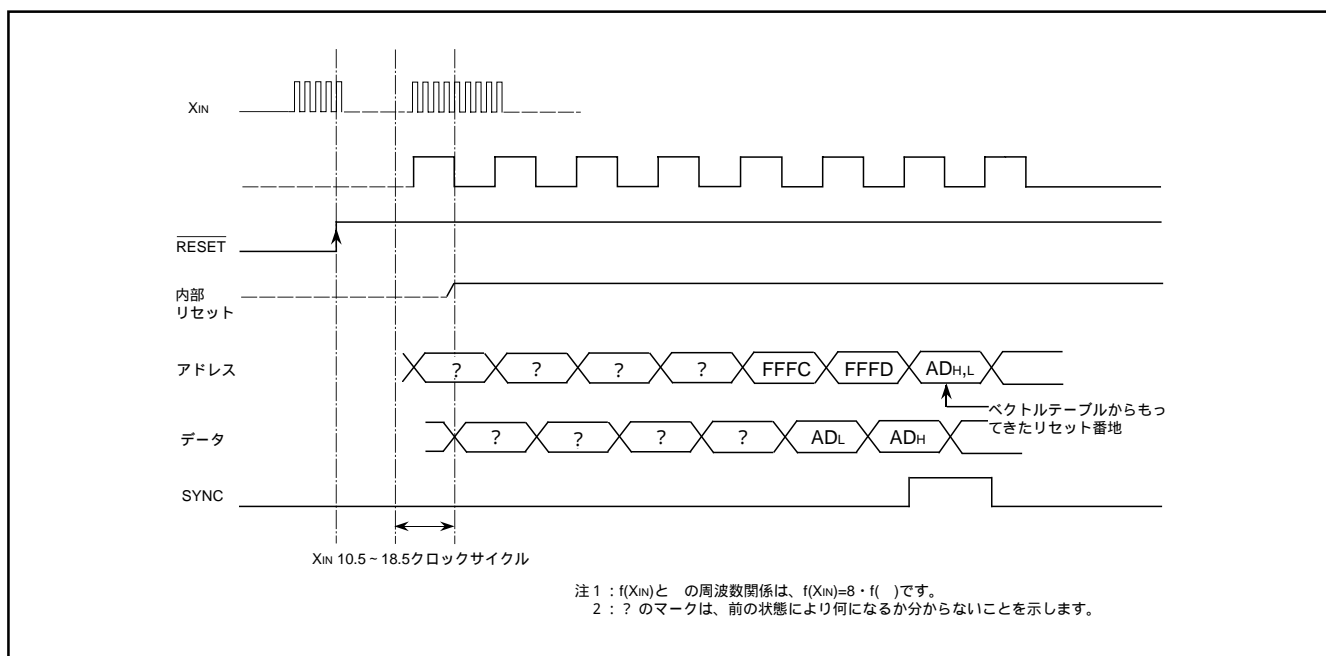 XIN
RESET
内部
リセット
アドレス
? ? ? ? FFFC FFFD ADH,L
ベクトルテーブルからもっ
てきたリセット番地
データ
? ? ? ? ADL ADH
SYNC
XIN 10.5~18.5クロックサイクル
注1:f(XIN)と の周波数関係は、f(XIN)=8・f( )です。
2:? のマークは、前の状態により何になるか分からないことを示します。